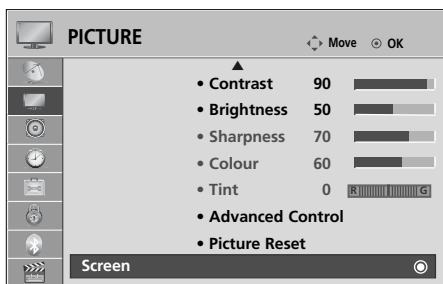 PICTURE Move OK
• Contrast 90
• Brightness 50
• Sharpness 70
• Colour 60
• Tint 0 R G
• Advanced Control
• Picture Reset
Screen